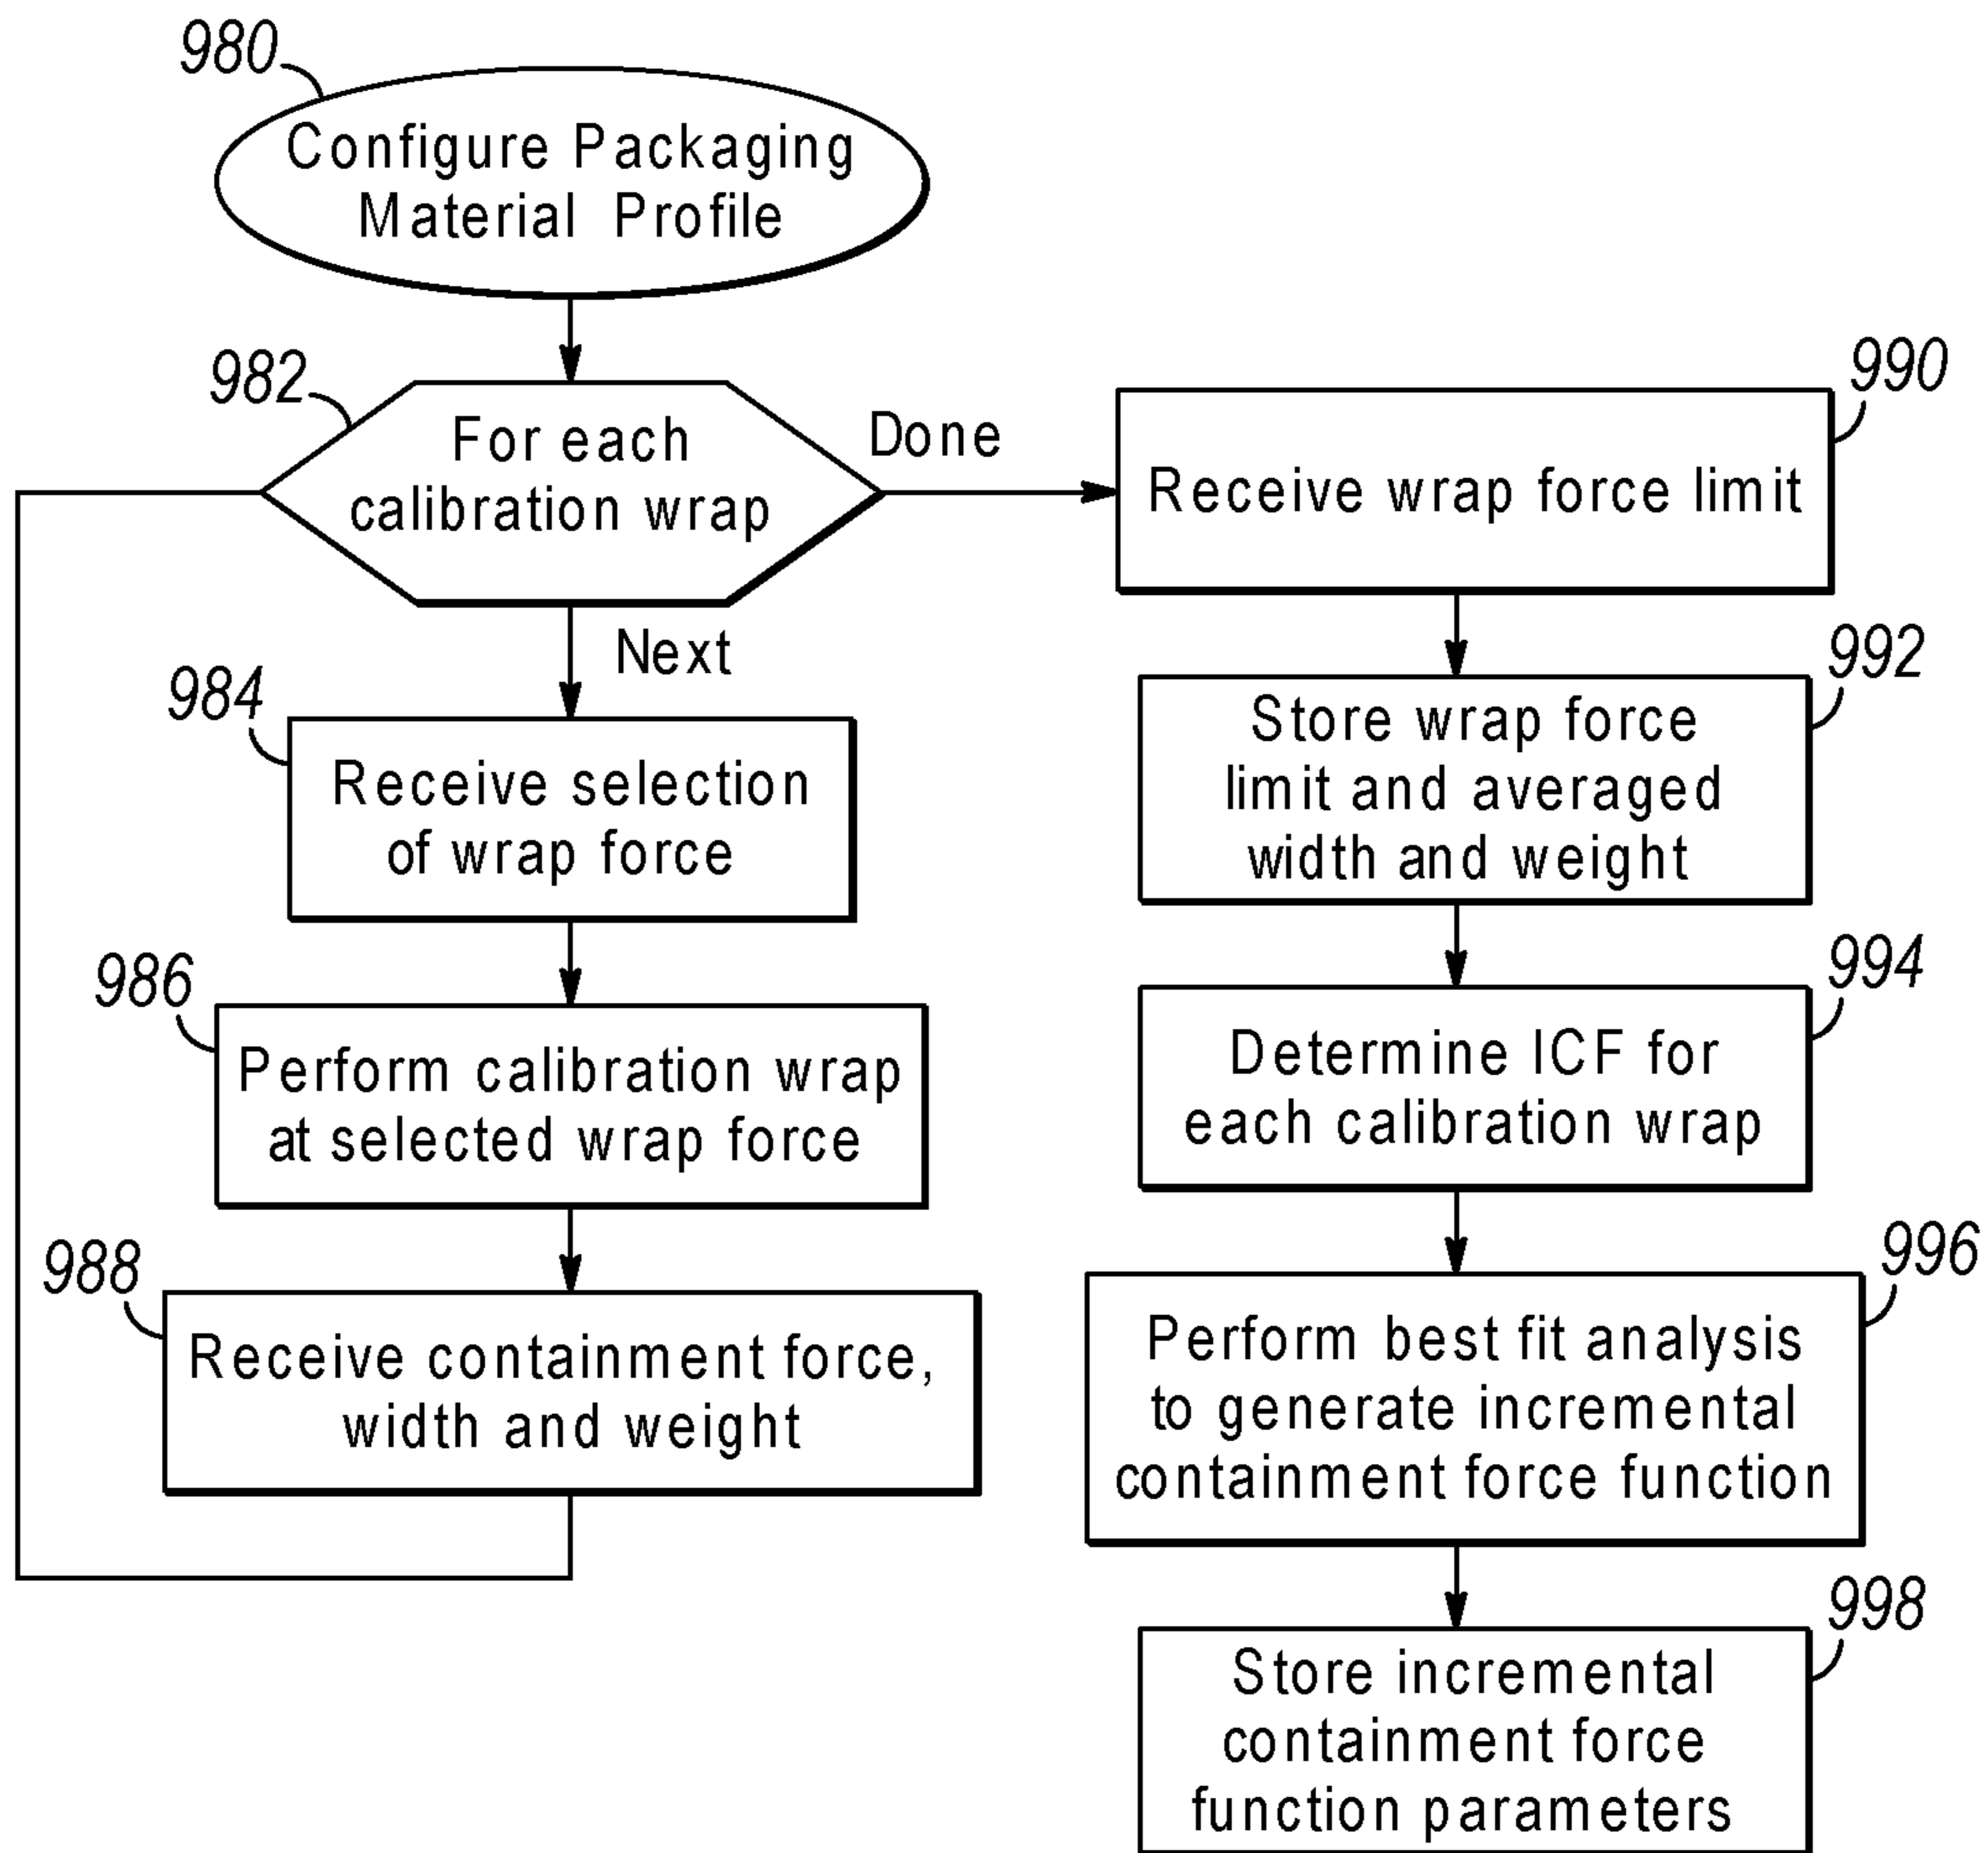 980
Configure Packaging
Material Profile
982
For each
calibration wrap
Done
Next
984
Receive selection
of wrap force
986
Perform calibration wrap
at selected wrap force
988
Receive containment force,
width and weight
990
Receive wrap force limit
992
Store wrap force
limit and averaged
width and weight
994
Determine ICF for
each calibration wrap
996
Perform best fit analysis
to generate incremental
containment force function
998
Store incremental
containment force
function parameters